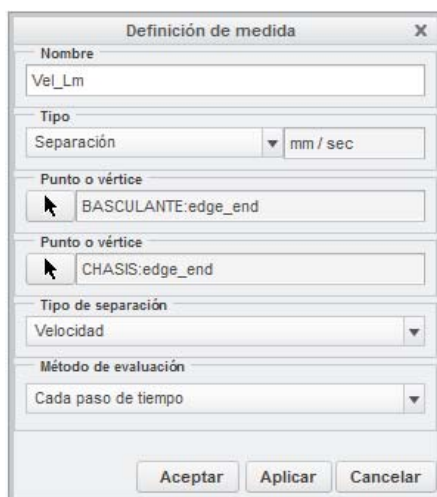 Definición de medida x
Nombre
Vel_Lm
Tipo
Separación mm / sec
Punto o vértice
BASCULANTE:edge_end
Punto o vértice
CHASIS:edge_end
Tipo de separación
Velocidad
Método de evaluación
Cada paso de tiempo
Aceptar Aplicar Cancelar